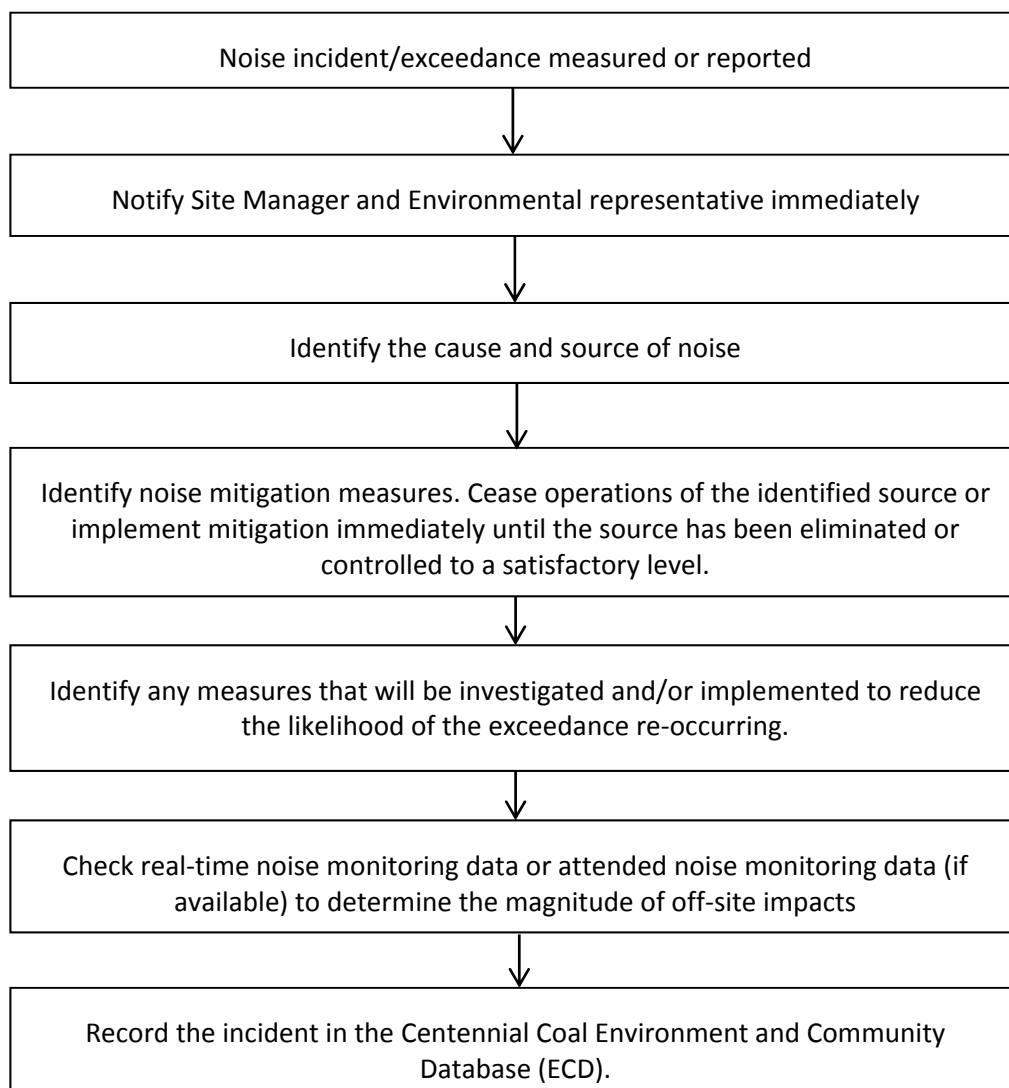 Noise incident/exceedance measured or reported
Notify Site Manager and Environmental representative immediately
Identify the cause and source of noise
Identify noise mitigation measures. Cease operations of the identified source or
implement mitigation immediately until the source has been eliminated or
controlled to a satisfactory level.
Identify any measures that will be investigated and/or implemented to reduce
the likelihood of the exceedance re-occurring.
Check real-time noise monitoring data or attended noise monitoring data (if
available) to determine the magnitude of off-site impacts
Record the incident in the Centennial Coal Environment and Community
Database (ECD).